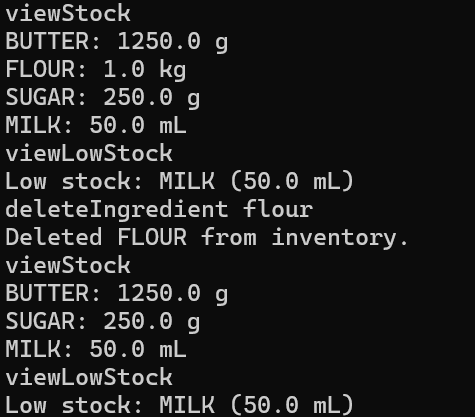 viewStock
BUTTER: 1250.0 g
FLOUR: 1.0 kg
SUGAR: 250.0 g
MILK: 50.0 mL
viewLowStock
Low stock: MILK (50.0 mL)
deleteIngredient flour
Deleted FLOUR from inventory.
viewStock
BUTTER: 1250.0 g
SUGAR: 250.0 g
MILK: 50.0 mL
viewLowStock
Low stock: MILK (50.0 mL)